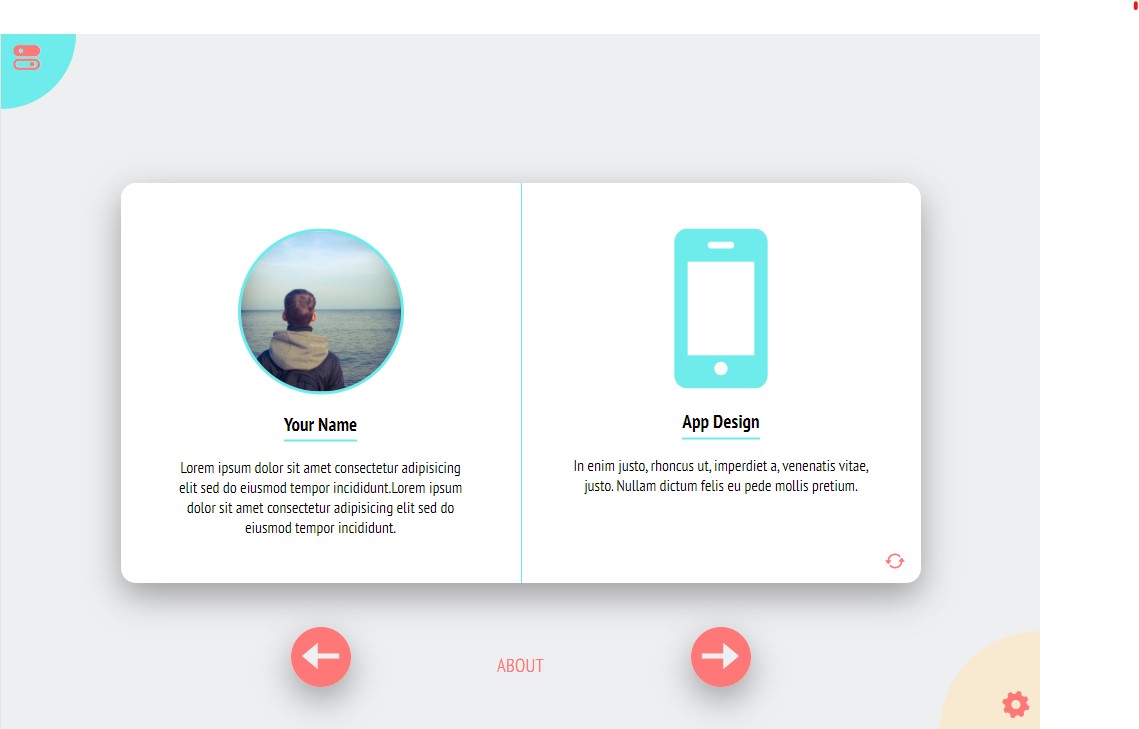 Your Name
Lorem ipsum dolor sit amet consectetur adipisicing
elit sed do eiusmod tempor incididunt.Lorem ipsum
dolor sit amet consectetur adipisicing elit sed do
eiusmod tempor incididunt.
App Design
In enim justo, rhoncus ut, imperdiet a, venenatis vitae,
justo. Nullam dictum felis eu pede mollis pretium.
ABOUT